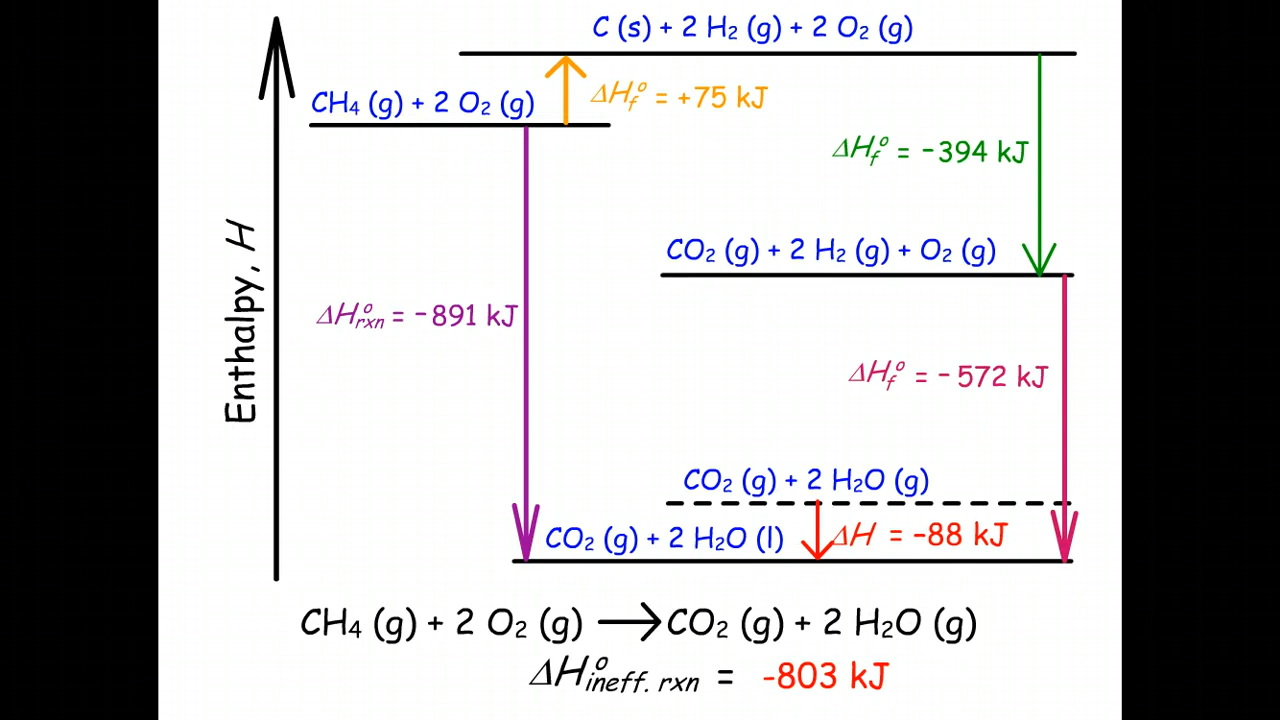 C (s) + 2 H₂ (g) + 2 O₂ (g)
CH₄ (g) + 2 O₂ (g)
ΔH°f = +75 kJ
ΔH°f = -394 kJ
CO₂ (g) + 2 H₂ (g) + O₂ (g)
Enthalpy, H
ΔH°rxn = -891 kJ
ΔH°f = - 572 kJ
CO₂ (g) + 2 H₂O (g)
CO₂ (g) + 2 H₂O (l)
ΔH = -88 kJ
CH₄ (g) + 2 O₂ (g) → CO₂ (g) + 2 H₂O (g)
ΔH°ineff. rxn = -803 kJ